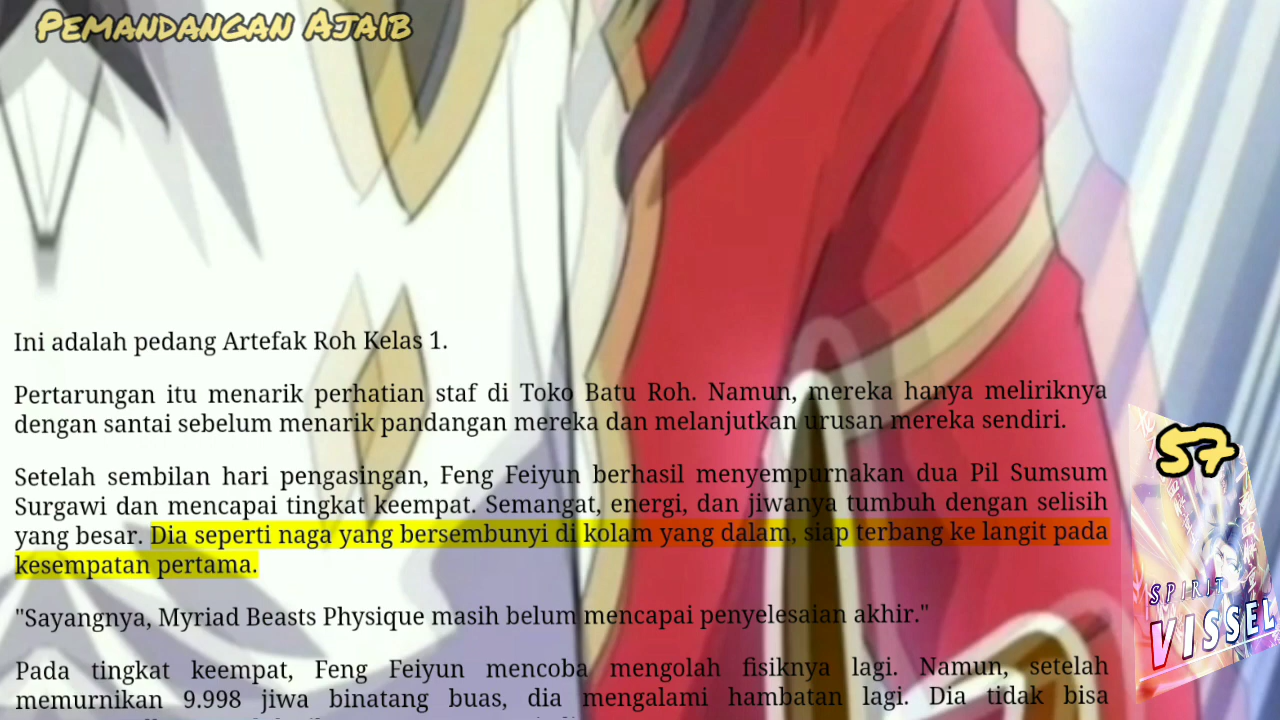 PEMANDANGAN AJAIB
Ini adalah pedang Artefak Roh Kelas 1.
Pertarungan itu menarik perhatian staf di Toko Batu Roh. Namun, mereka hanya meliriknya
dengan santai sebelum menarik pandangan mereka dan melanjutkan urusan mereka sendiri.
Setelah sembilan hari pengasingan, Feng Feiyun berhasil menyempurnakan dua Pil Sumsum
Surgawi dan mencapai tingkat keempat. Semangat, energi, dan jiwanya tumbuh dengan selisih
yang besar. Dia seperti naga yang bersembunyi di kolam yang dalam, siap terbang ke langit pada
kesempatan pertama.
"Sayangnya, Myriad Beasts Physique masih belum mencapai penyelesaian akhir."
Pada tingkat keempat, Feng Feiyun mencoba mengolah fisiknya lagi. Namun, setelah
memurnikan 9.998 jiwa binatang buas, dia mengalami hambatan lagi. Dia tidak bisa
57
SPIRIT
VISSEL